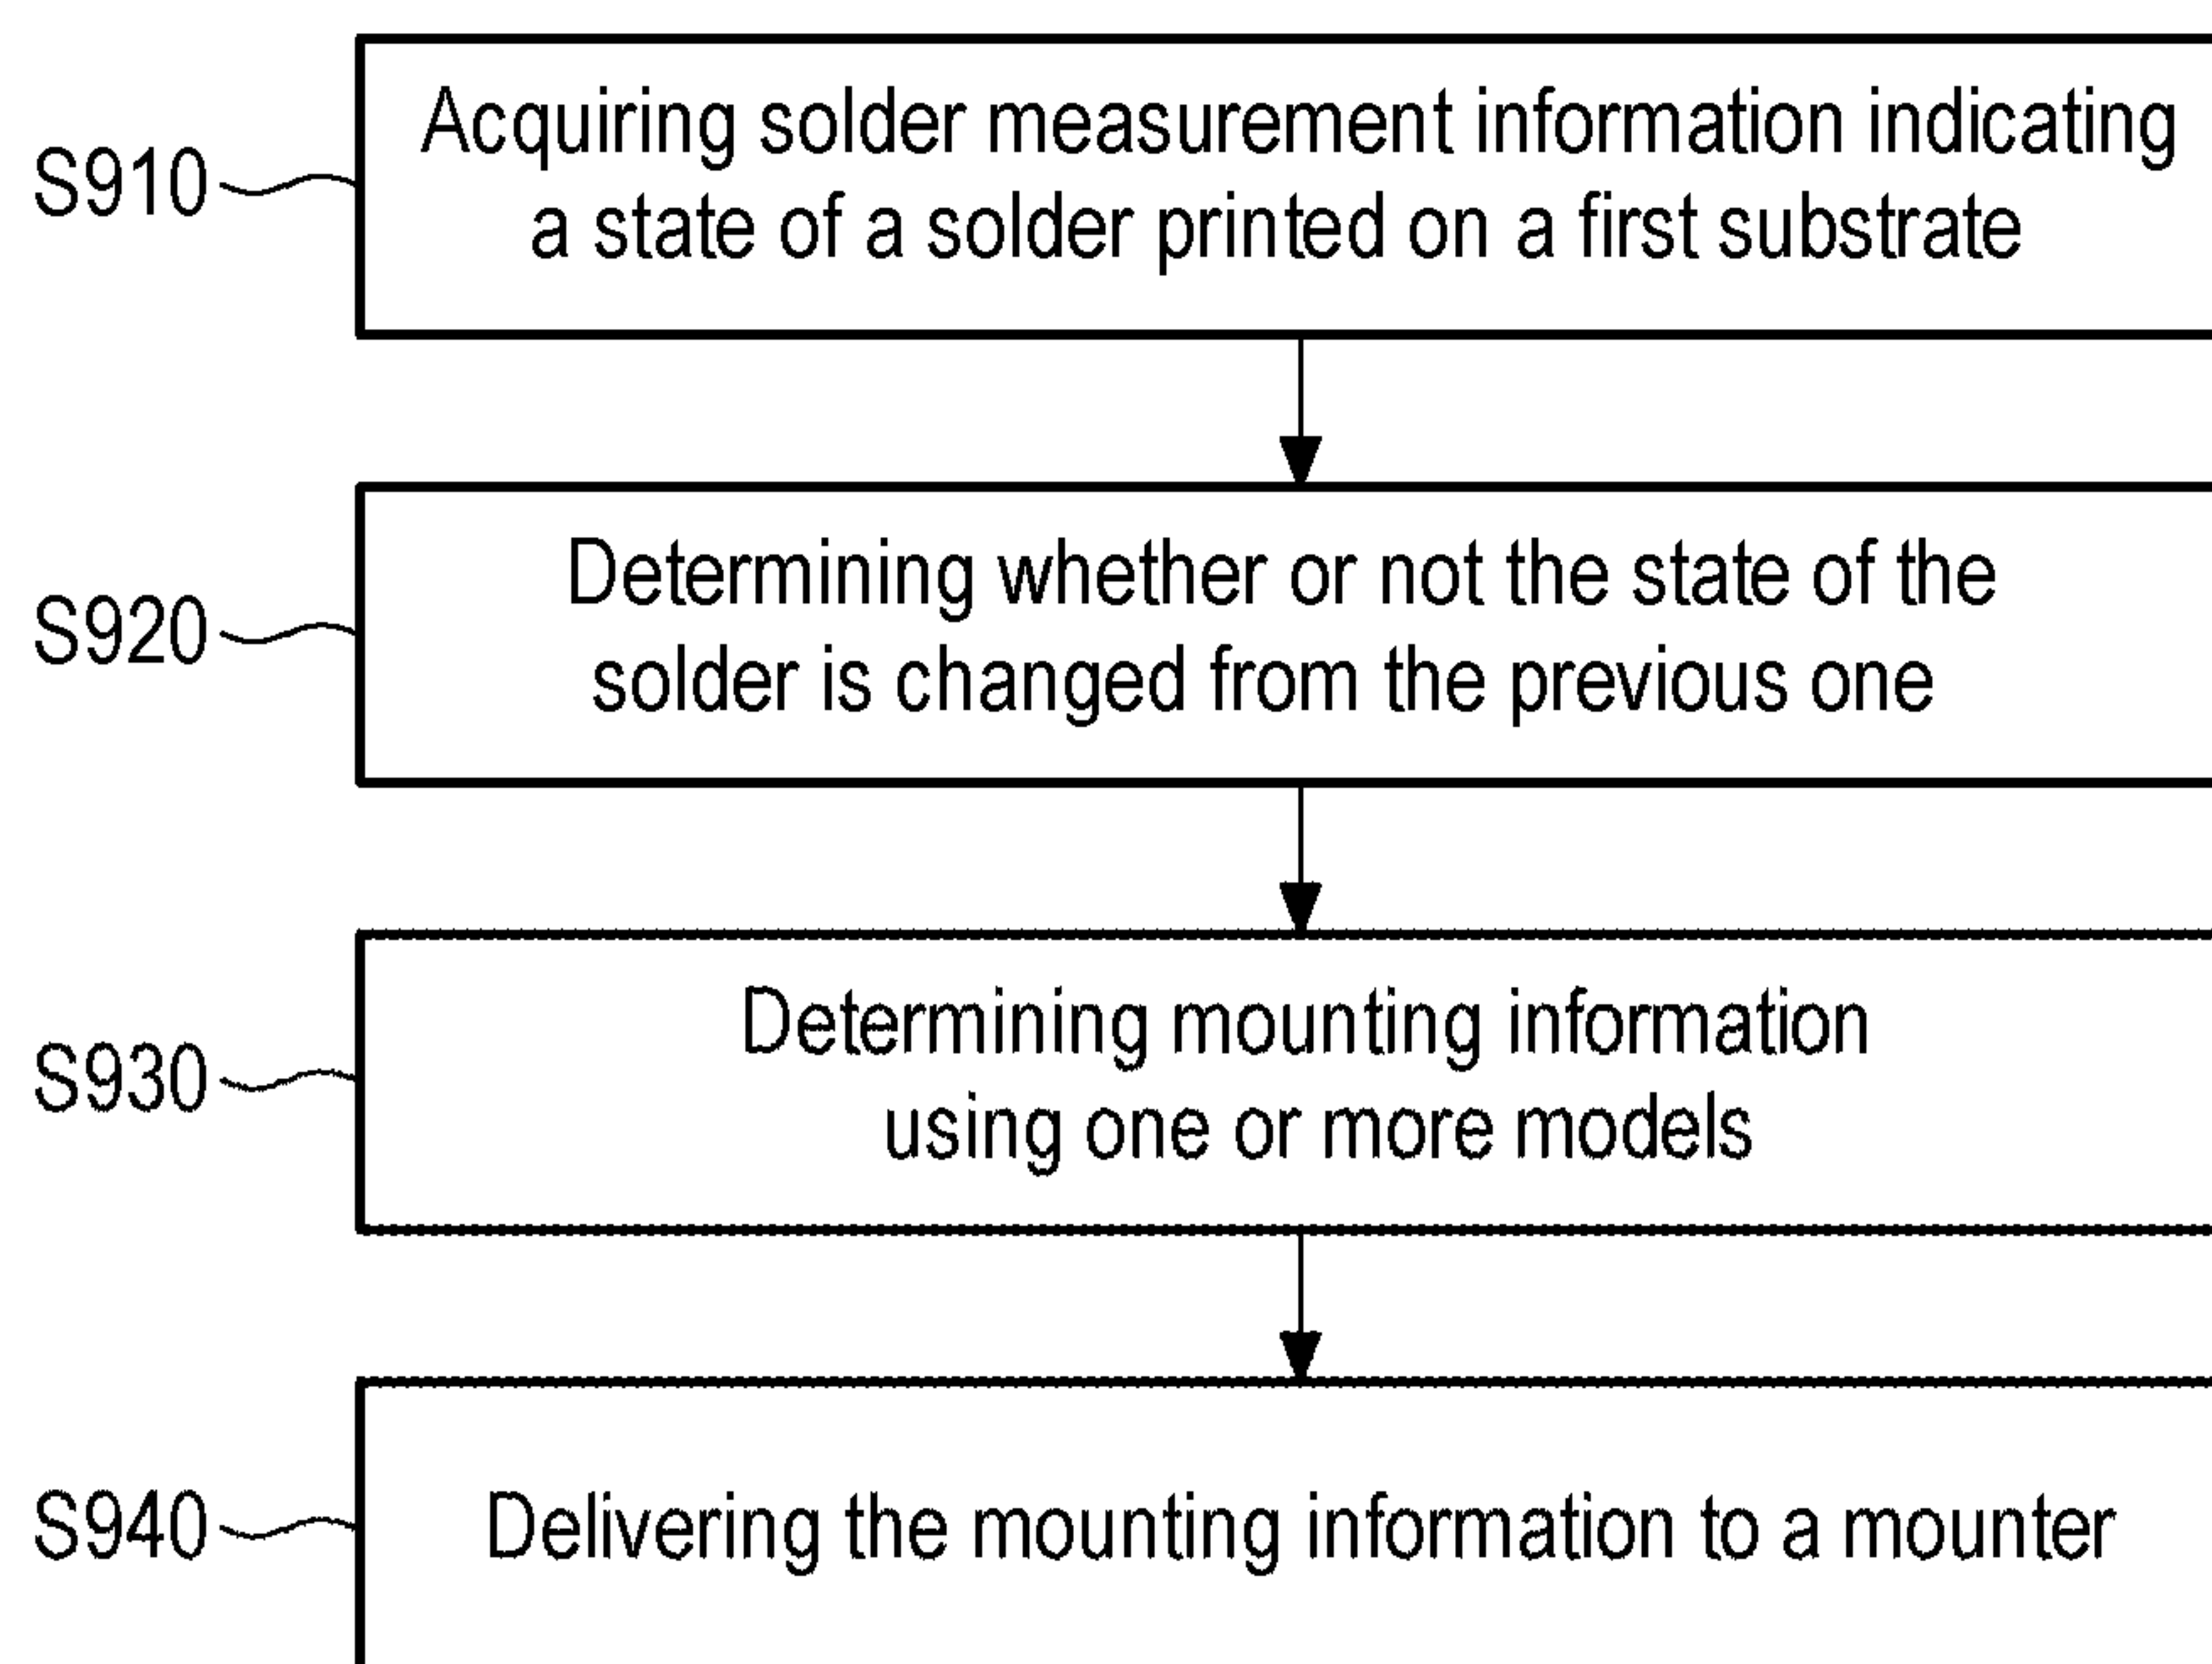 S910
Acquiring solder measurement information indicating
a state of a solder printed on a first substrate
S920
Determining whether or not the state of the
solder is changed from the previous one
S930
Determining mounting information
using one or more models
S940
Delivering the mounting information to a mounter